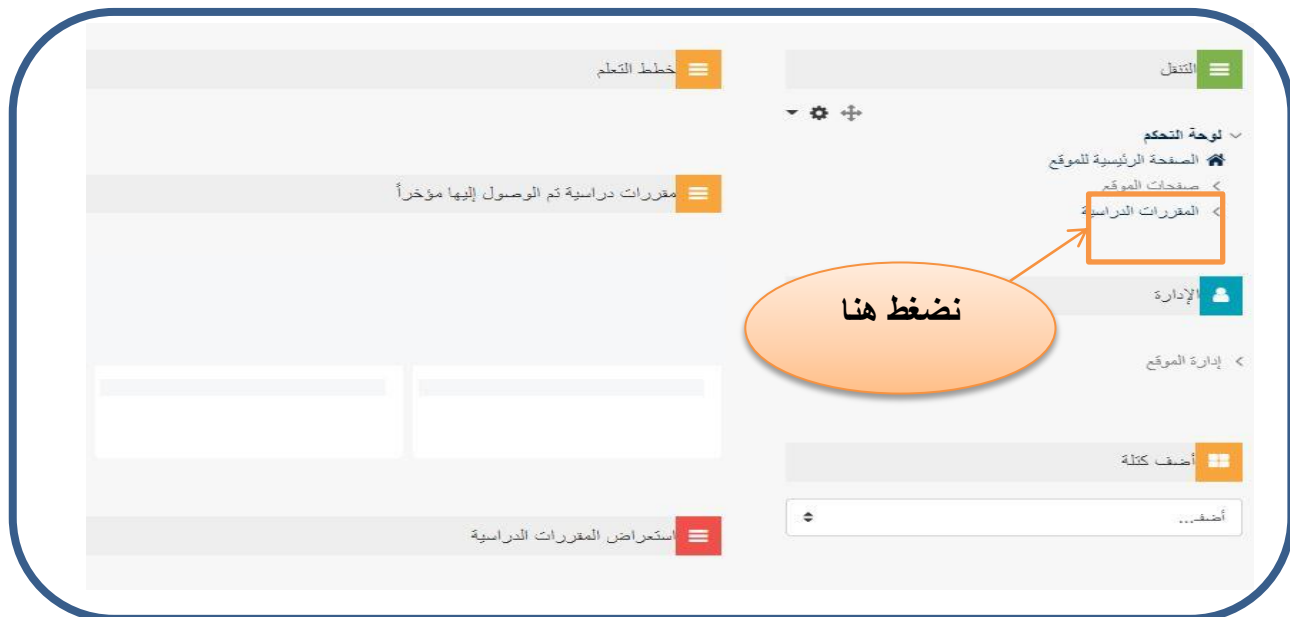 التنقل
لوحة التحكم
الصفحة الرئيسية للموقع
صفحات الموقع
المقررات الدراسية
نضغط هنا
الإدارة
إدارة الموقع
أضف كتلة
أضف...
خطط التعلم
مقررات دراسية تم الوصول إليها مؤخراً
استعراض المقررات الدراسية